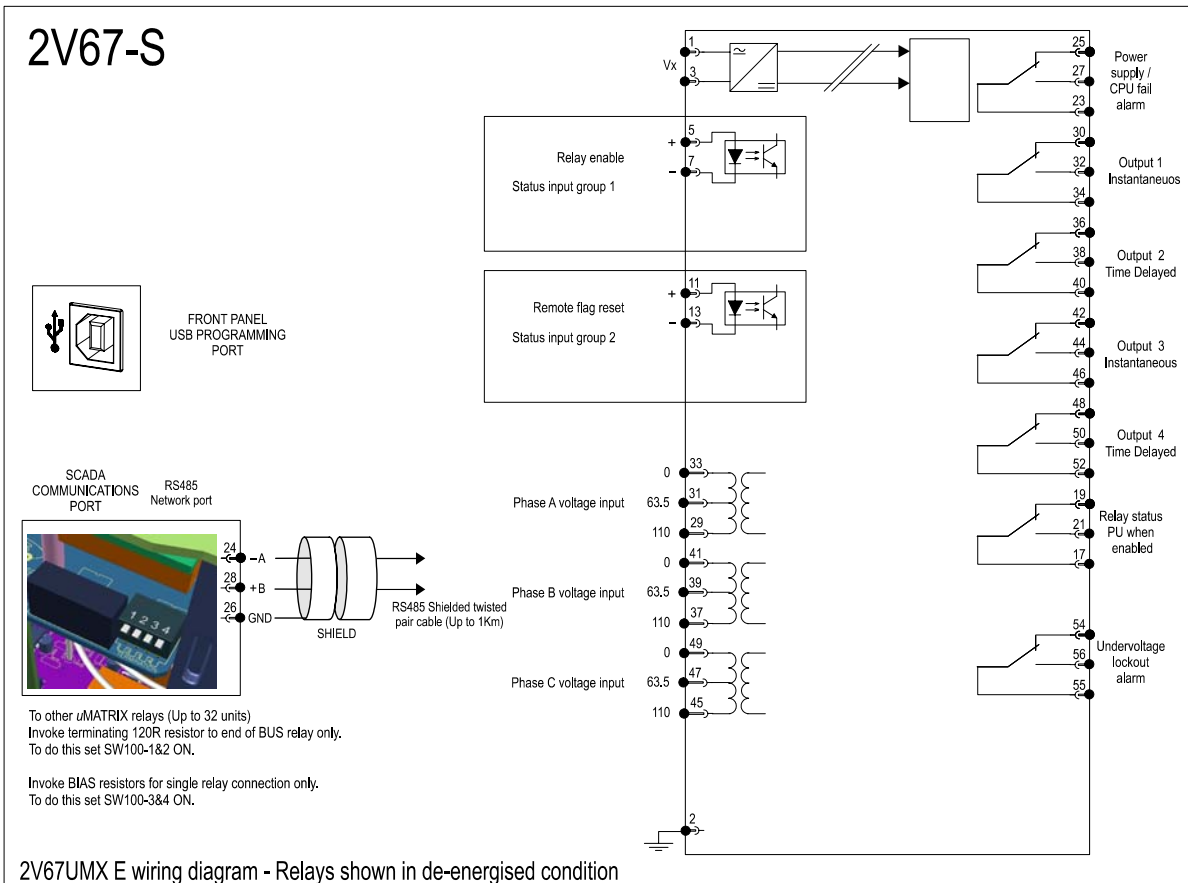 2V67-S
Vx
1
3
25
27
23
Power
supply /
CPU fail
alarm
Relay enable
Status input group 1
+
5
-
7
30
32
34
Output 1
Instantaneuos
Remote flag reset
Status input group 2
+
11
-
13
36
38
40
Output 2
Time Delayed
FRONT PANEL
USB PROGRAMMING
PORT
42
44
46
Output 3
Instantaneous
48
50
52
Output 4
Time Delayed
SCADA
COMMUNICATIONS
PORT
RS485
Network port
24
-A
28
+B
26
GND
1 2 3 4
SHIELD
RS485 Shielded twisted
pair cable (Up to 1Km)
Phase A voltage input
0
33
63.5
31
110
29
Phase B voltage input
0
41
63.5
39
110
37
Phase C voltage input
0
49
63.5
47
110
45
19
21
17
Relay status
PU when
enabled
54
56
55
Undervoltage
lockout
alarm
To other uMATRIX relays (Up to 32 units)
Invoke terminating 120R resistor to end of BUS relay only.
To do this set SW100-1&2 ON.
Invoke BIAS resistors for single relay connection only.
To do this set SW100-3&4 ON.
2
2V67UMX E wiring diagram - Relays shown in de-energised condition